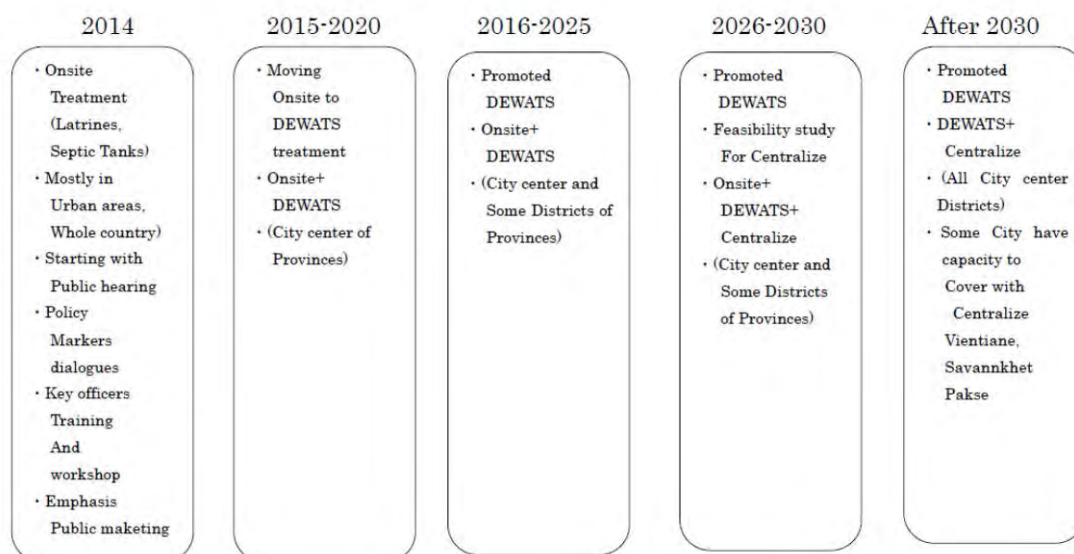 2014
・Onsite
Treatment
(Latrines,
Septic Tanks)
・Mostly in
Urban areas,
Whole country)
・Starting with
Public hearing
・Policy
Markers
dialogues
・Key officers
Training
And
workshop
・Emphasis
Public maketing
2015-2020
・Moving
Onsite to
DEWATS
treatment
・Onsite+
DEWATS
・(City center of
Provinces)
2016-2025
・Promoted
DEWATS
・Onsite+
DEWATS
・(City center and
Some Districts of
Provinces)
2026-2030
・Promoted
DEWATS
・Feasibility study
For Centralize
・Onsite+
DEWATS+
Centralize
・(City center and
Some Districts
of Provinces)
After 2030
・Promoted
DEWATS
・DEWATS+
Centralize
・(All City center
Districts)
・Some City have
capacity to
Cover with
Centralize
Vientiane,
Savannkhet
Pakse